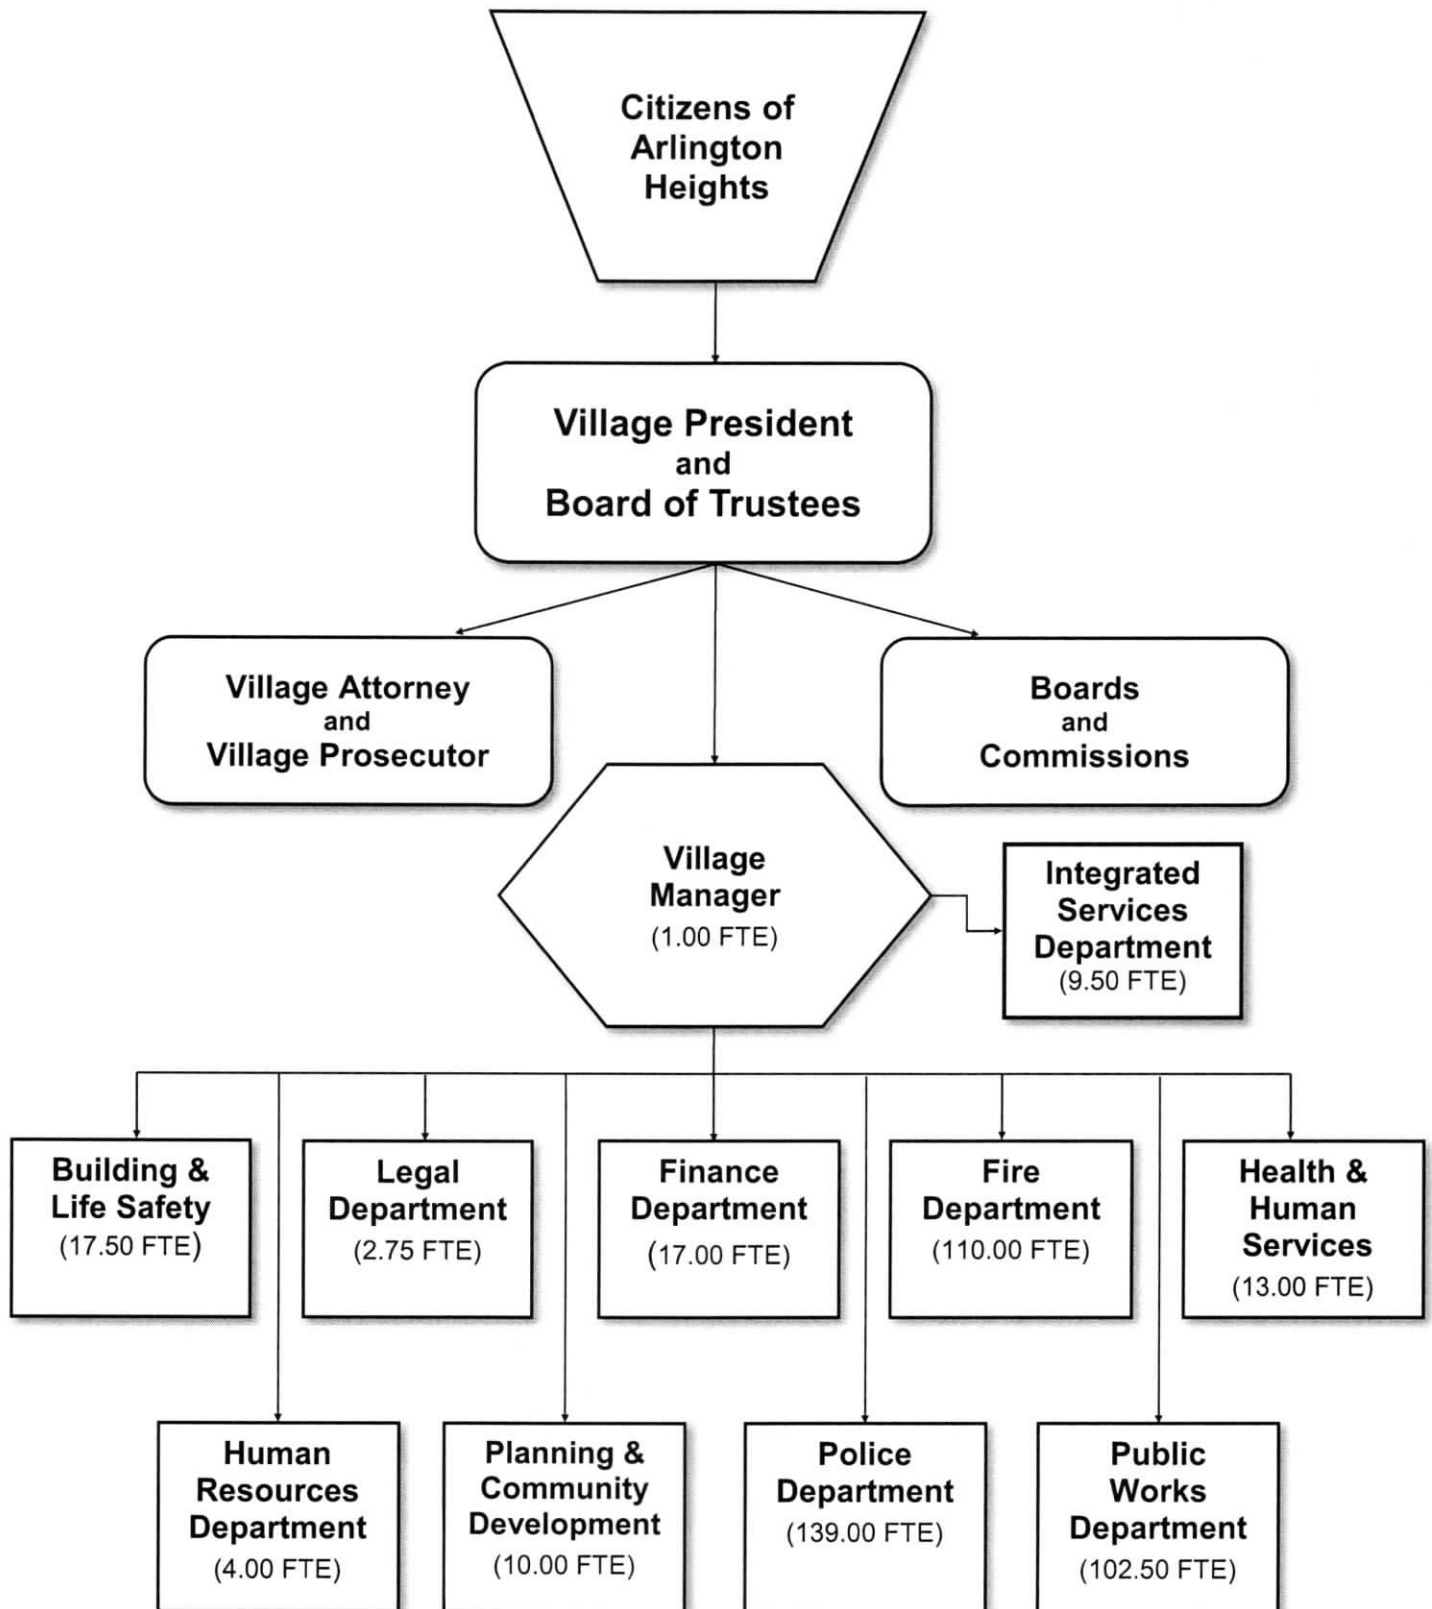 Citizens of
Arlington
Heights
Village President
and
Board of Trustees
Village Attorney
and
Village Prosecutor
Boards
and
Commissions
Village
Manager
(1.00 FTE)
Integrated
Services
Department
(9.50 FTE)
Building &
Life Safety
(17.50 FTE)
Legal
Department
(2.75 FTE)
Finance
Department
(17.00 FTE)
Fire
Department
(110.00 FTE)
Health &
Human
Services
(13.00 FTE)
Human
Resources
Department
(4.00 FTE)
Planning &
Community
Development
(10.00 FTE)
Police
Department
(139.00 FTE)
Public
Works
Department
(102.50 FTE)